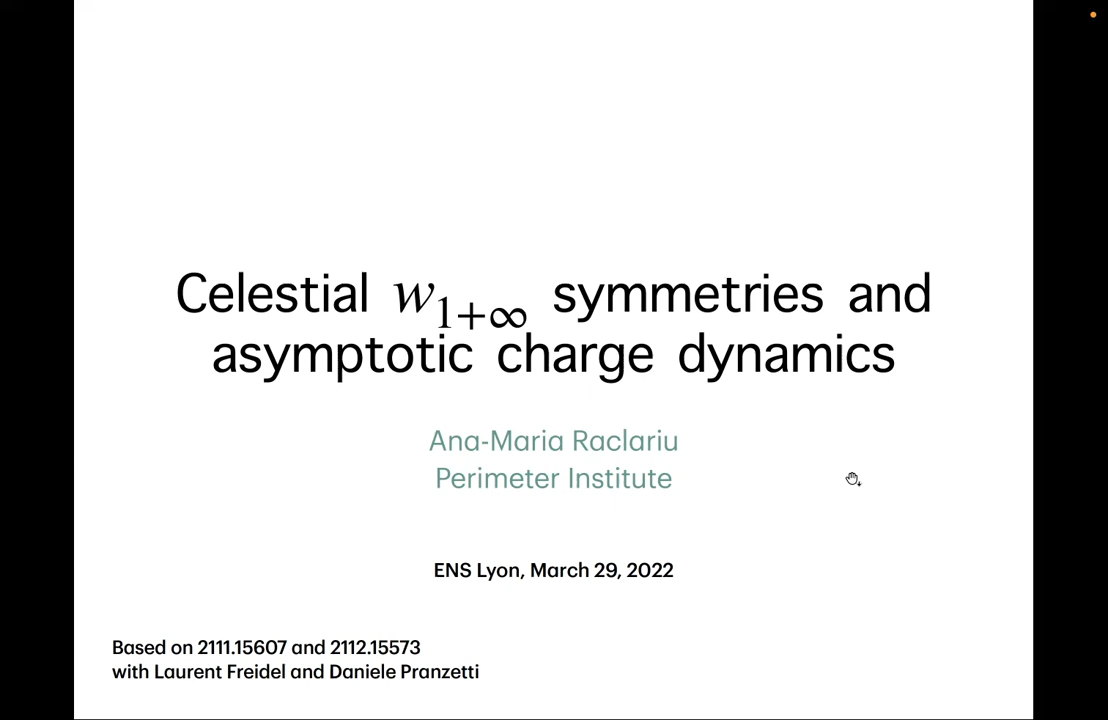 Celestial w₁₊∞ symmetries and
asymptotic charge dynamics
Ana-Maria Raclariu
Perimeter Institute
ENS Lyon, March 29, 2022
Based on 2111.15607 and 2112.15573
with Laurent Freidel and Daniele Pranzetti